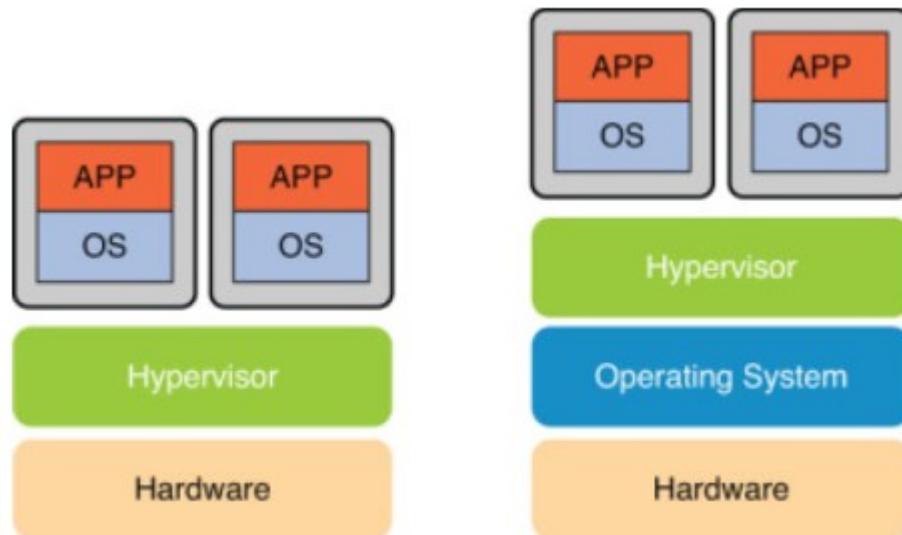 APP
OS
APP
OS
Hypervisor
Hardware
APP
OS
APP
OS
Hypervisor
Operating System
Hardware